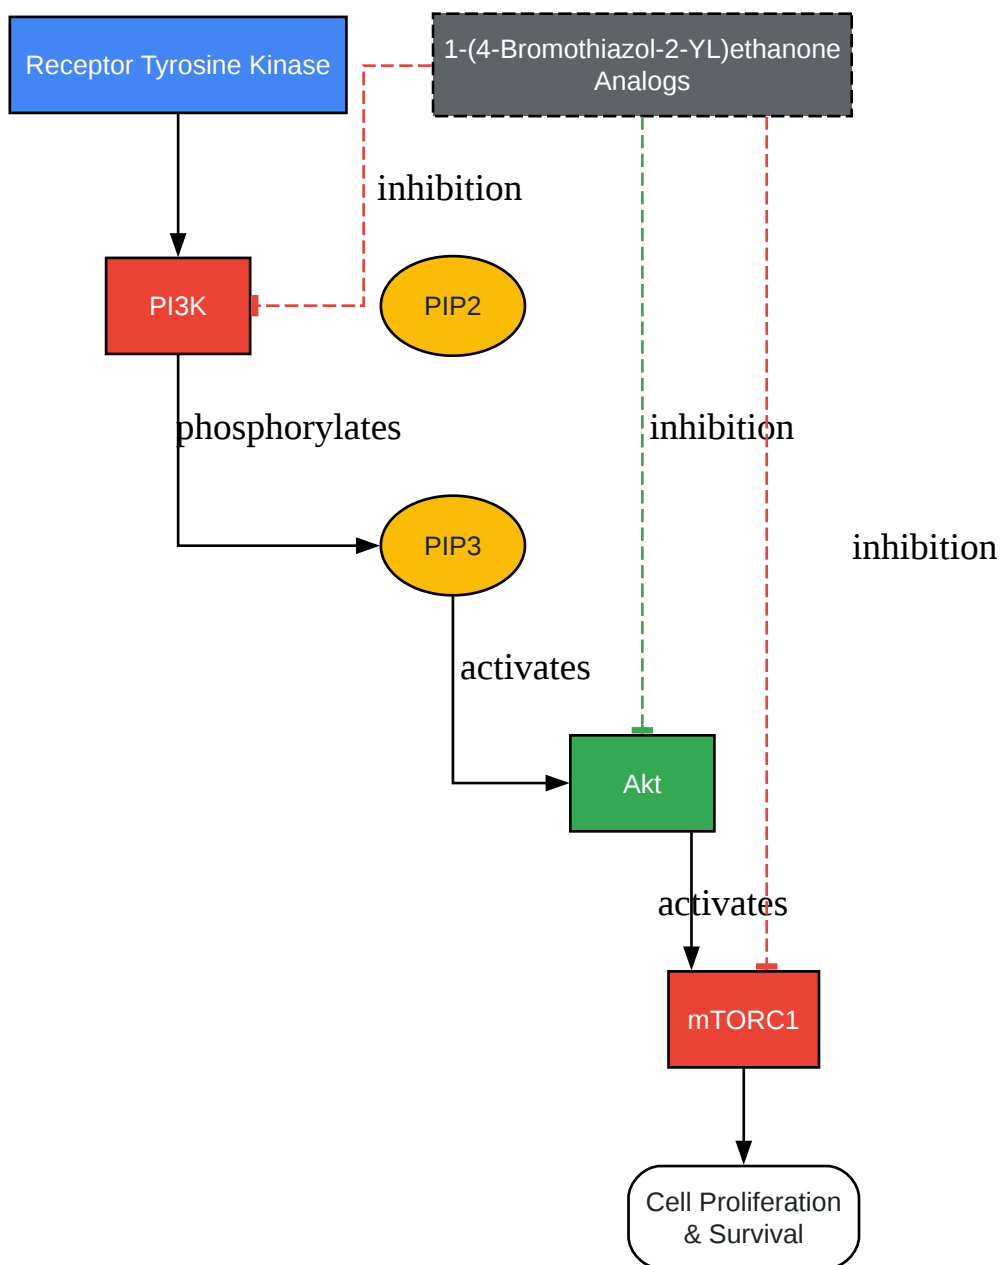 Receptor Tyrosine Kinase
1-(4-Bromothiazol-2-YL)ethanone
Analogs
inhibition
PI3K
PIP2
phosphorylates
inhibition
PIP3
inhibition
activates
Akt
activates
mTORC1
Cell Proliferation
& Survival